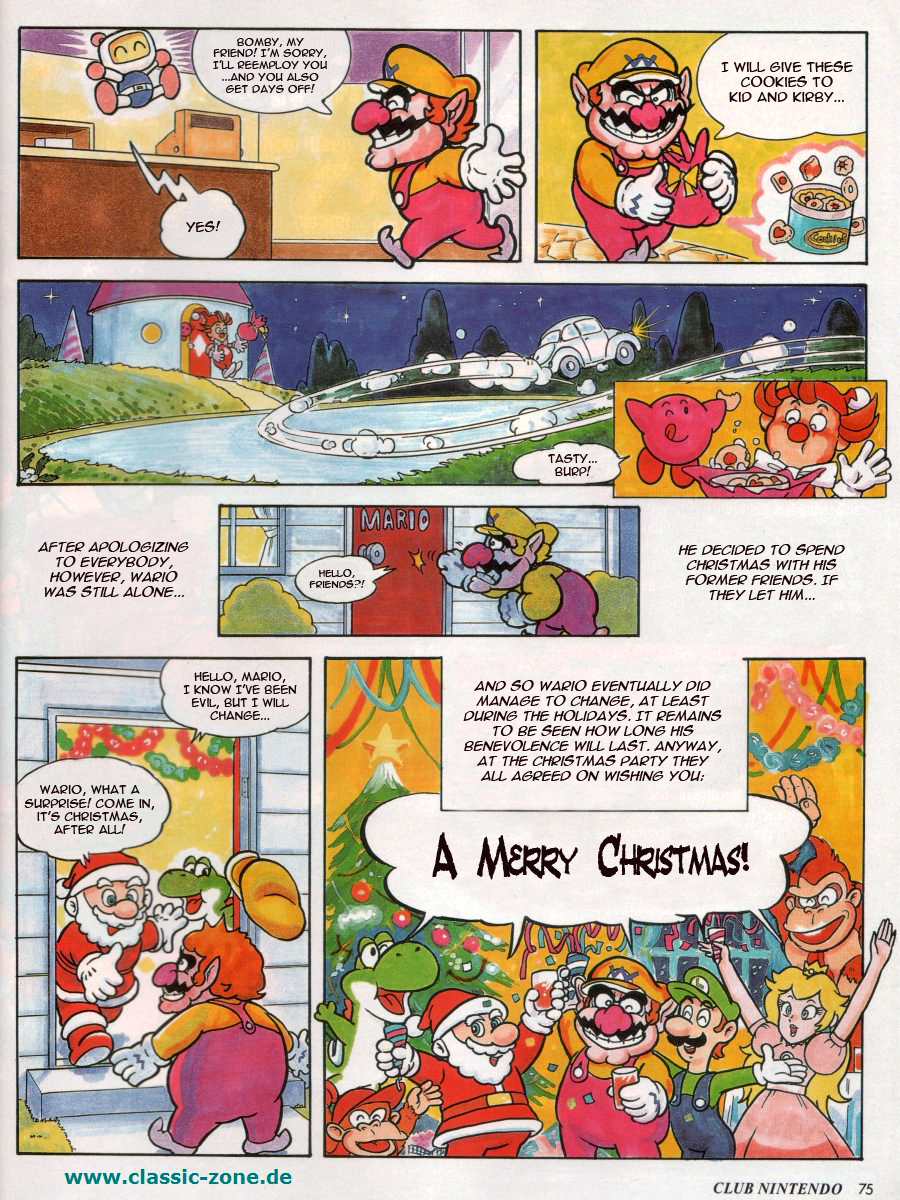 BOMBY, MY
FRIEND! I'M SORRY,
I'LL REEMPLOY YOU
...AND YOU ALSO
GET DAYS OFF!
YES!
I WILL GIVE THESE
COOKIES TO
KID AND KIRBY...
Cookies
TASTY...
BURP!
AFTER APOLOGIZING
TO EVERYBODY,
HOWEVER, WARIO
WAS STILL ALONE...
MARIO
HELLO,
FRIENDS?!
HE DECIDED TO SPEND
CHRISTMAS WITH HIS
FORMER FRIENDS. IF
THEY LET HIM...
HELLO, MARIO,
I KNOW I'VE BEEN
EVIL, BUT I WILL
CHANGE...
WARIO, WHAT A
SURPRISE! COME IN,
IT'S CHRISTMAS,
AFTER ALL!
AND SO WARIO EVENTUALLY DID
MANAGE TO CHANGE, AT LEAST
DURING THE HOLIDAYS. IT REMAINS
TO BE SEEN HOW LONG HIS
BENEVOLENCE WILL LAST. ANYWAY,
AT THE CHRISTMAS PARTY THEY
ALL AGREED ON WISHING YOU:
A MERRY CHRISTMAS!
www.classic-zone.de
CLUB NINTENDO 75